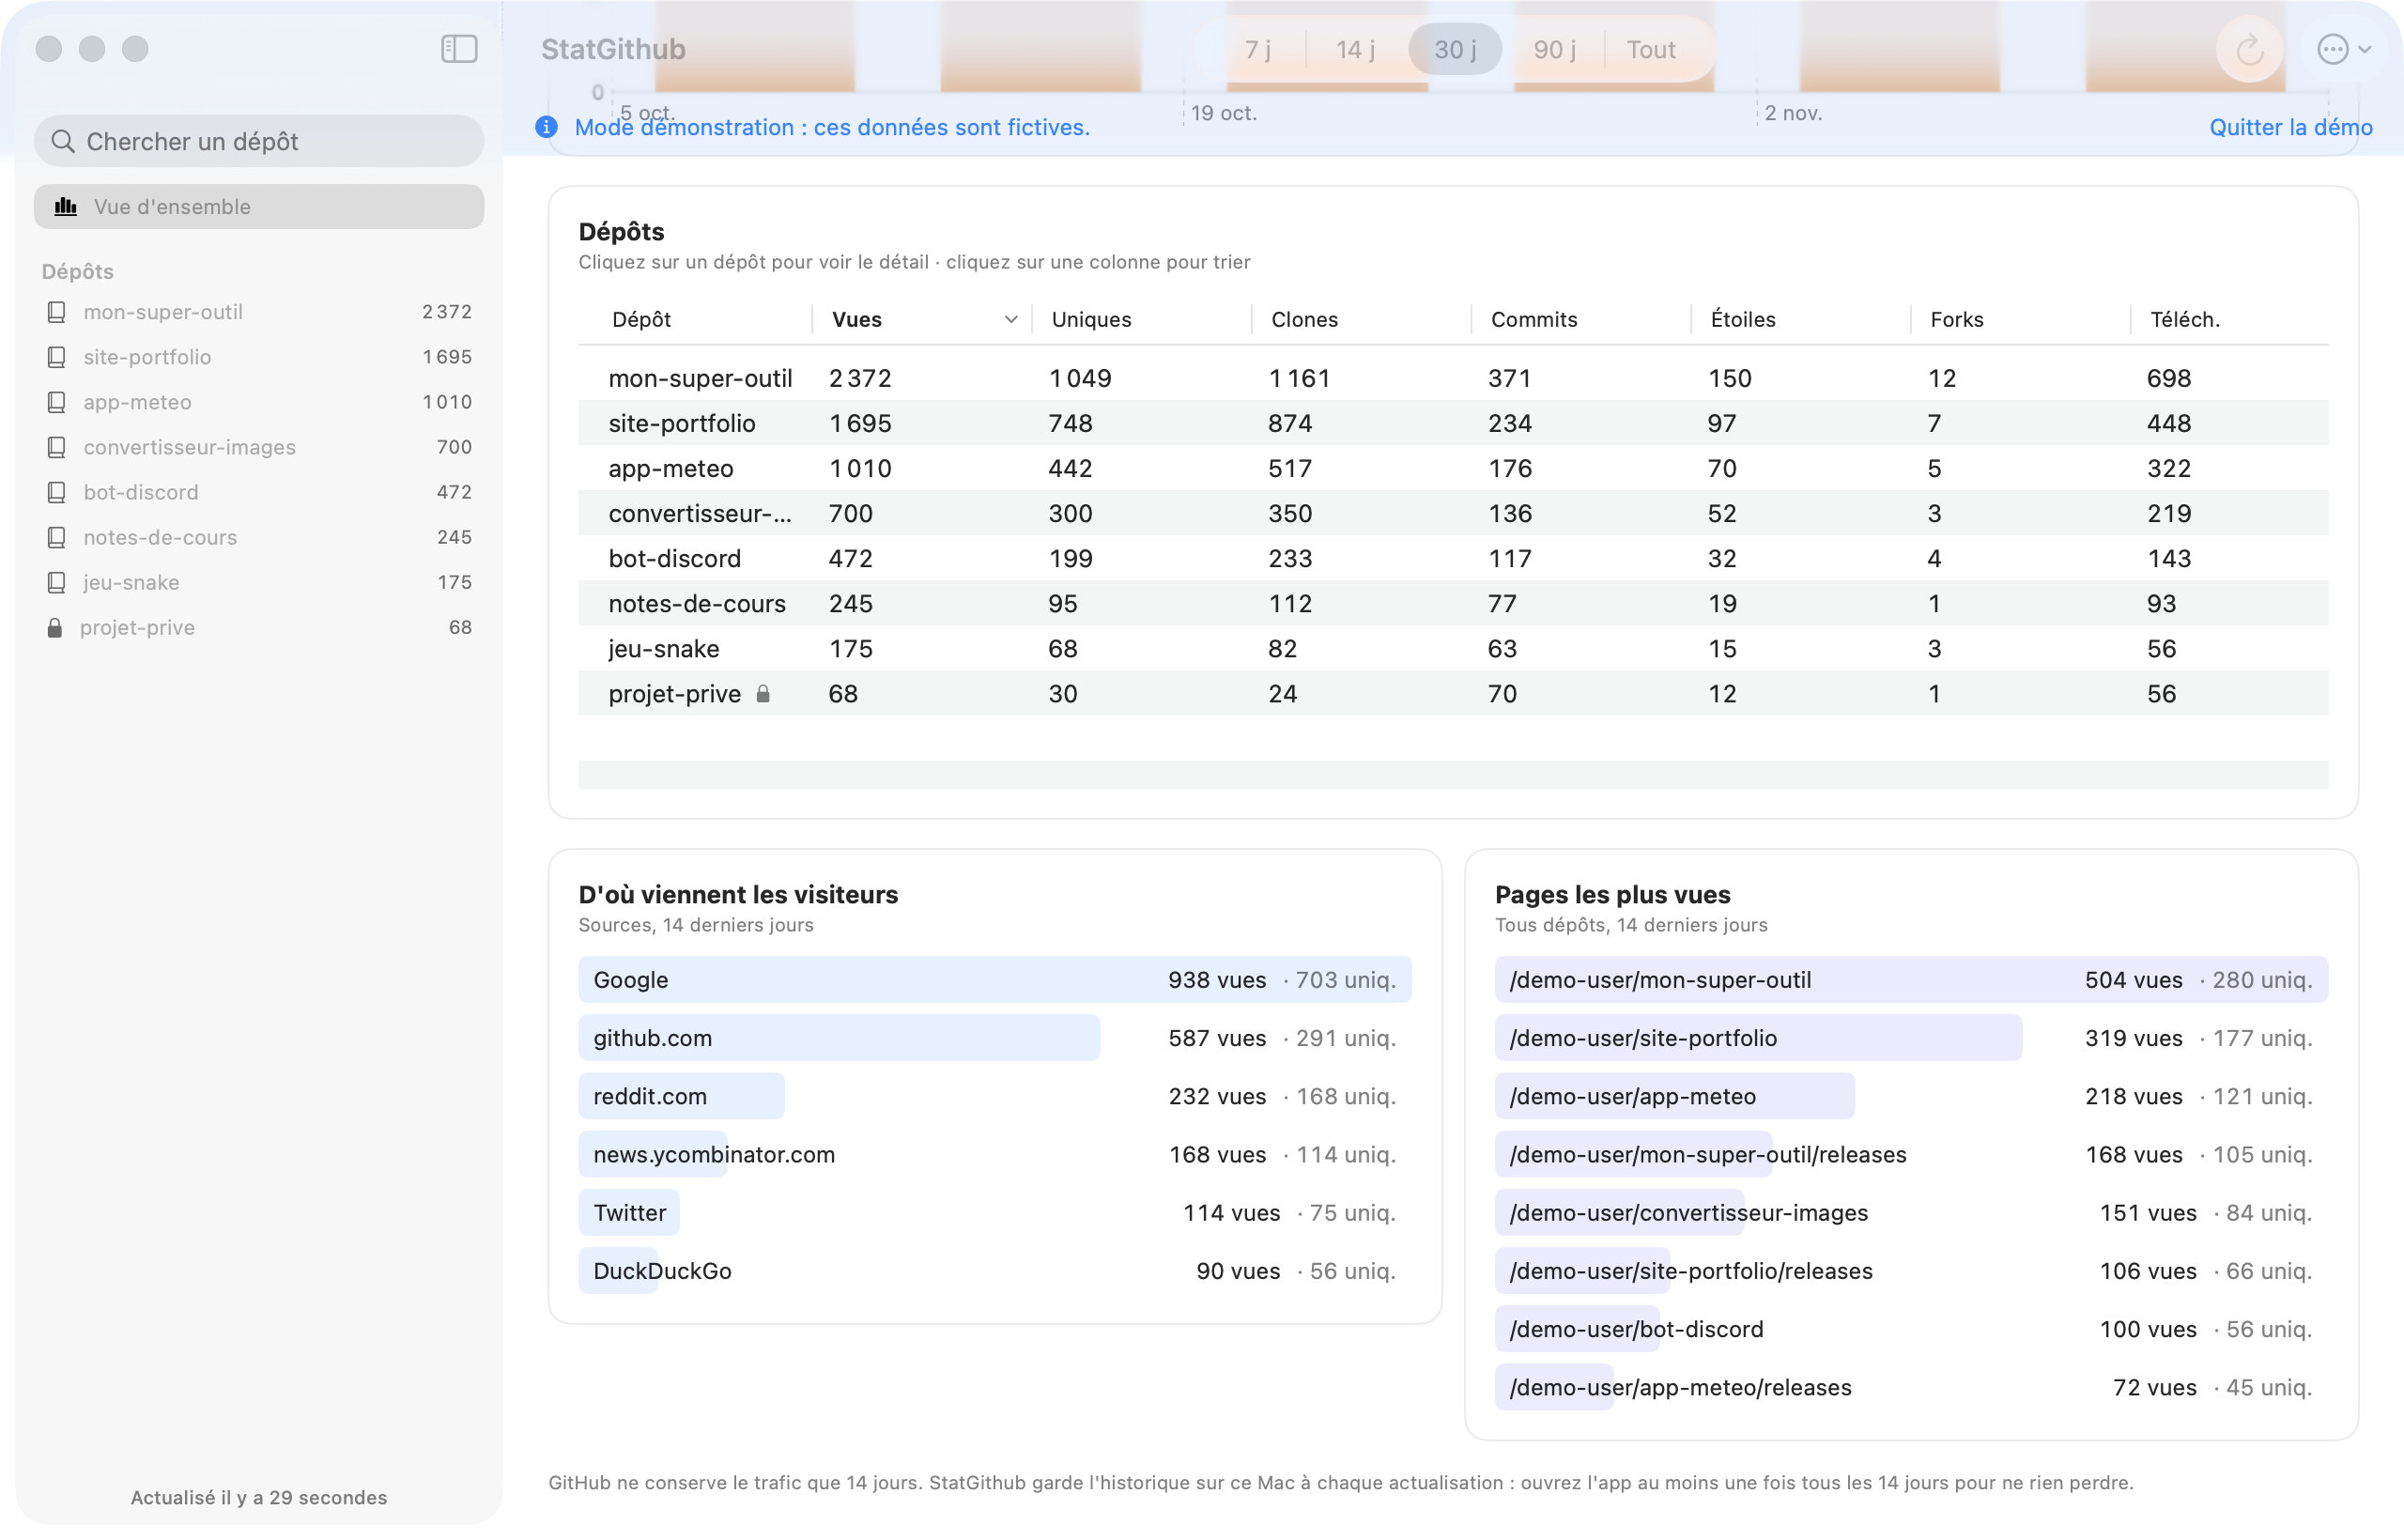 StatGithub
7 j
14 j
30 j
90 j
Tout
0
5 oct.
19 oct.
2 nov.
Mode démonstration : ces données sont fictives.
Quitter la démo
Chercher un dépôt
Vue d'ensemble
Dépôts
mon-super-outil 2 372
site-portfolio 1 695
app-meteo 1 010
convertisseur-images 700
bot-discord 472
notes-de-cours 245
jeu-snake 175
projet-prive 68
Actualisé il y a 29 secondes
Dépôts
Cliquez sur un dépôt pour voir le détail · cliquez sur une colonne pour trier
Dépôt Vues Uniques Clones Commits Étoiles Forks Téléch.
mon-super-outil 2 372 1 049 1 161 371 150 12 698
site-portfolio 1 695 748 874 234 97 7 448
app-meteo 1 010 442 517 176 70 5 322
convertisseur-... 700 300 350 136 52 3 219
bot-discord 472 199 233 117 32 4 143
notes-de-cours 245 95 112 77 19 1 93
jeu-snake 175 68 82 63 15 3 56
projet-prive 68 30 24 70 12 1 56
D'où viennent les visiteurs
Sources, 14 derniers jours
Google 938 vues · 703 uniq.
github.com 587 vues · 291 uniq.
reddit.com 232 vues · 168 uniq.
news.ycombinator.com 168 vues · 114 uniq.
Twitter 114 vues · 75 uniq.
DuckDuckGo 90 vues · 56 uniq.
Pages les plus vues
Tous dépôts, 14 derniers jours
/demo-user/mon-super-outil 504 vues · 280 uniq.
/demo-user/site-portfolio 319 vues · 177 uniq.
/demo-user/app-meteo 218 vues · 121 uniq.
/demo-user/mon-super-outil/releases 168 vues · 105 uniq.
/demo-user/convertisseur-images 151 vues · 84 uniq.
/demo-user/site-portfolio/releases 106 vues · 66 uniq.
/demo-user/bot-discord 100 vues · 56 uniq.
/demo-user/app-meteo/releases 72 vues · 45 uniq.
GitHub ne conserve le trafic que 14 jours. StatGithub garde l'historique sur ce Mac à chaque actualisation : ouvrez l'app au moins une fois tous les 14 jours pour ne rien perdre.